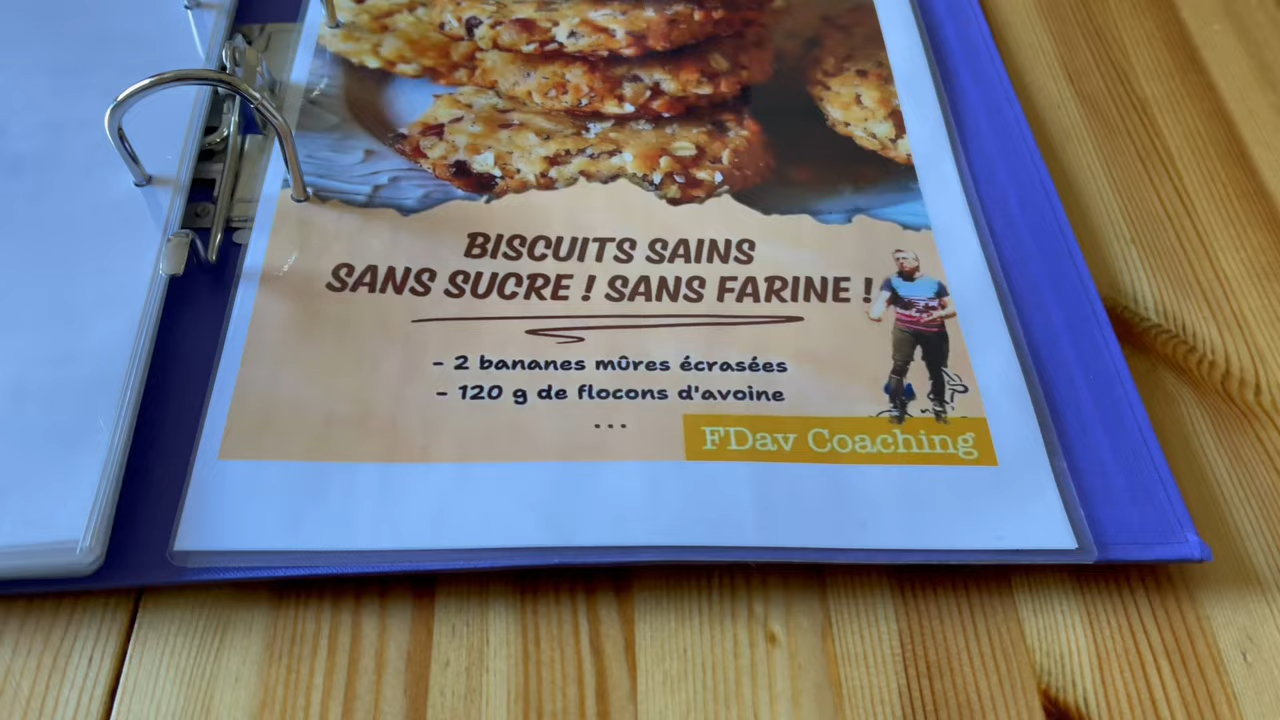 BISCUITS SAINS
SANS SUCRE ! SANS FARINE !
- 2 bananes mûres écrasées
- 120 g de flocons d'avoine
...
FDav Coaching